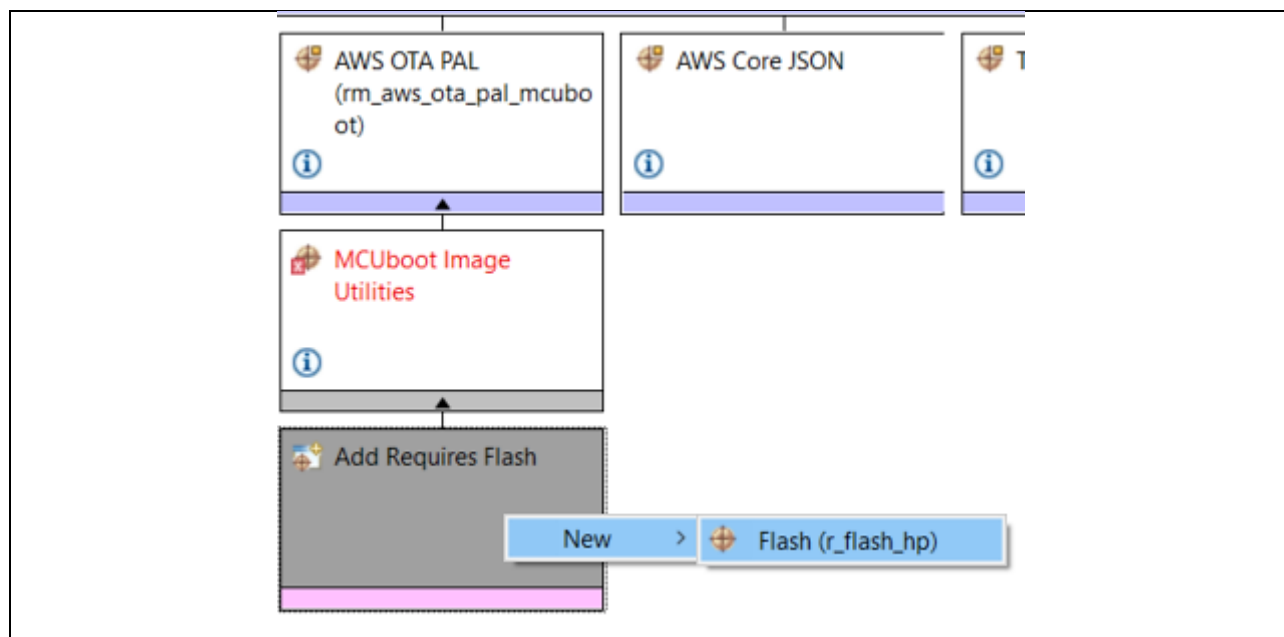 AWS OTA PAL
(rm_aws_ota_pal_mcubo
ot)
AWS Core JSON
MCUboot Image
Utilities
Add Requires Flash
New
Flash (r_flash_hp)